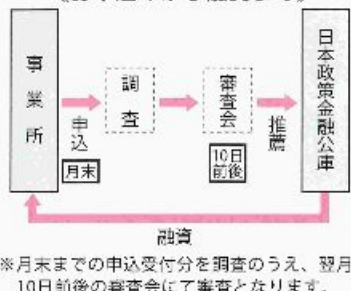 事業所
申込
月末
調査
審査会
10日
前後
推薦
日本政策金融公庫
融資
※月末までの申込受付分を調査のうえ、翌月
10日前後の審査会にて審査となります。